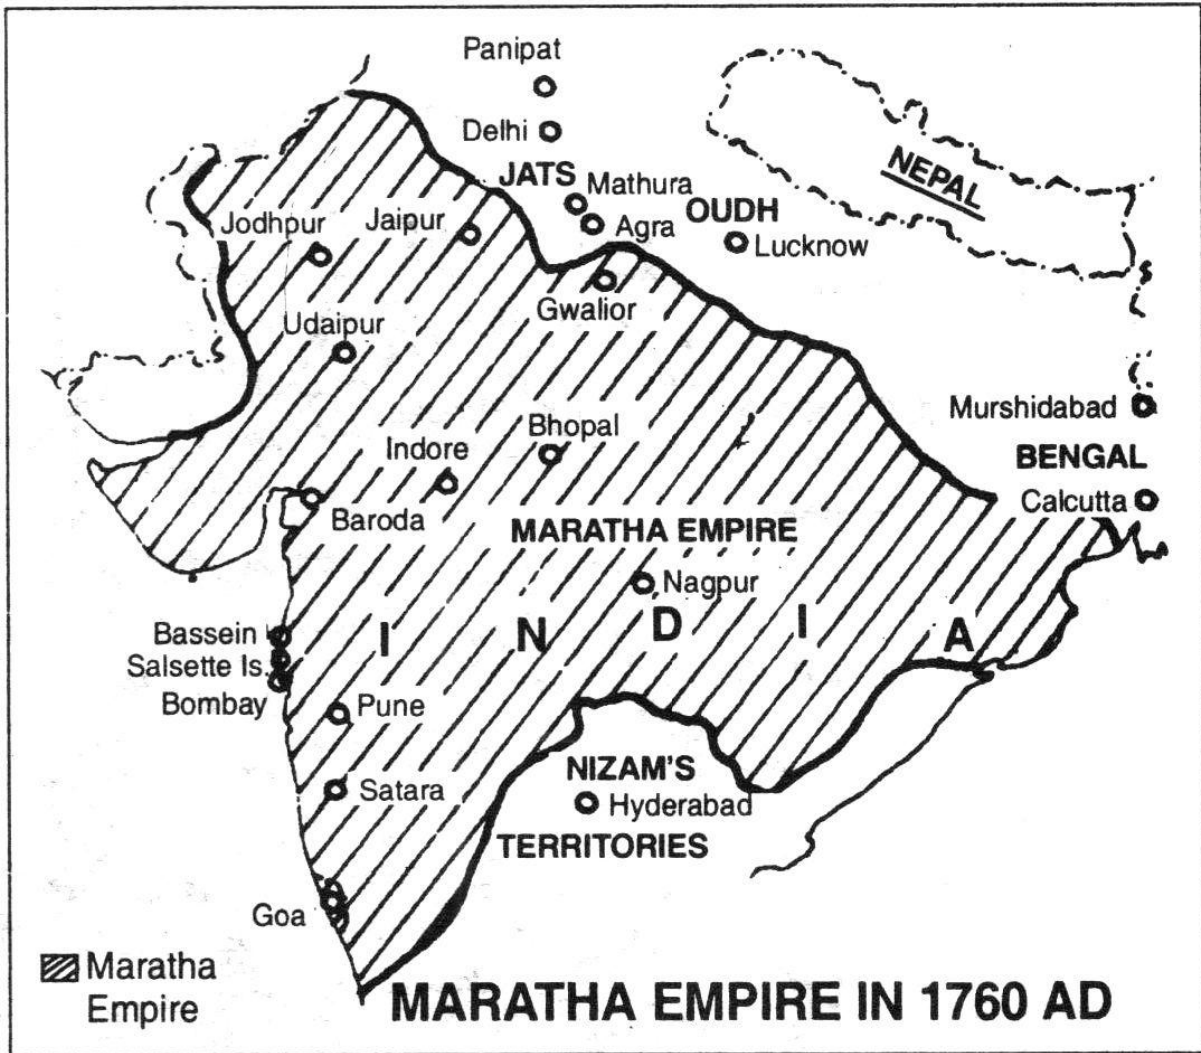 Panipat
Delhi
JATS
Mathura
OUDH
Agra
Lucknow
NEPAL
Jodhpur
Jaipur
Gwalior
Udaipur
Murshidabad
Bhopal
Indore
BENGAL
Baroda
Calcutta
MARATHA EMPIRE
Nagpur
I N D I A
Bassein
Salsette Is.
Bombay
Pune
NIZAM'S
Satara
Hyderabad
TERRITORIES
Goa
Maratha
Empire
MARATHA EMPIRE IN 1760 AD